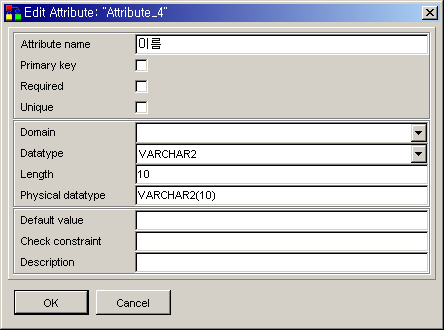 Edit Attribute: "Attribute_4"
Attribute name 이름
Primary key
Required
Unique
Domain
Datatype VARCHAR2
Length 10
Physical datatype VARCHAR2(10)
Default value
Check constraint
Description
OK Cancel